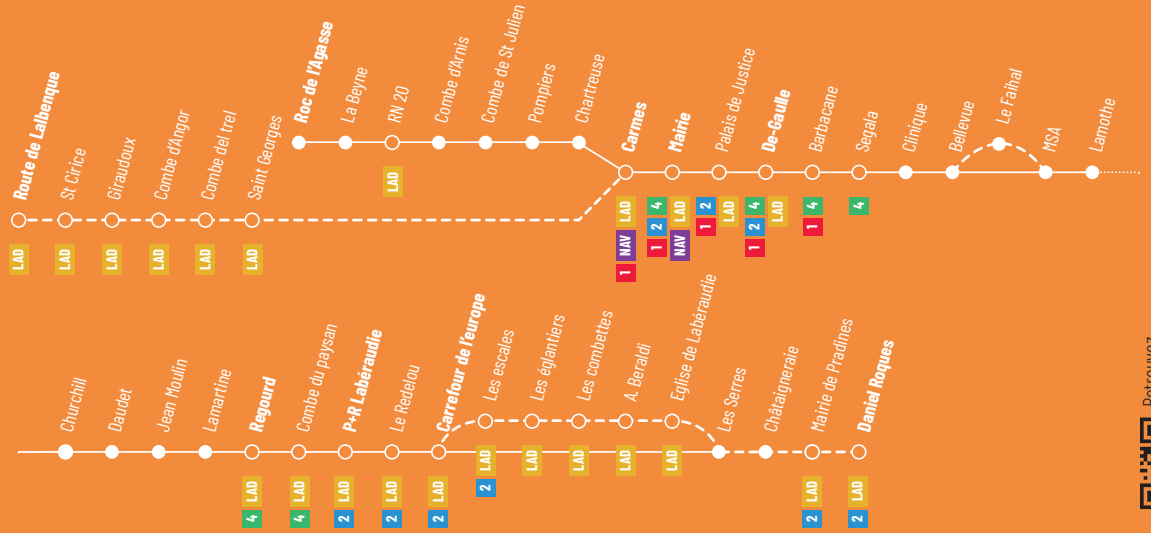 Route de Lalbenque
LAD
St Cirice
LAD
Giraudoux
LAD
Combe d'Angor
LAD
Combe del trel
LAD
Saint Georges
LAD
Roc de l'Agasse
La Beyne
RN 20
LAD
Combe d'Arnis
Combe de St Julien
Pompiers
Chartreuse
Carmes
1 NAV LAD
Mairie
1 2 4
NAV LAD
Palais de Justice
1 2
LAD
De-Gaulle
1 2 4
LAD
Barbacane
1 4
Segala
4
Clinique
Bellevue
Le Failhal
MSA
Lamothe
Churchill
Daudet
Jean Moulin
Lamartine
Regourd
4 LAD
Combe du paysan
4 LAD
P+R Labéraudie
2 LAD
Le Redelou
2 LAD
Carrefour de l'europe
2 LAD
Les escales
2 LAD
Les églantiers
LAD
Les combettes
LAD
A. Beraldi
LAD
Eglise de Labéraudie
LAD
Les Serres
Châtaigneraie
Mairie de Pradines
2 LAD
Daniel Roques
2 LAD
Retrouvez